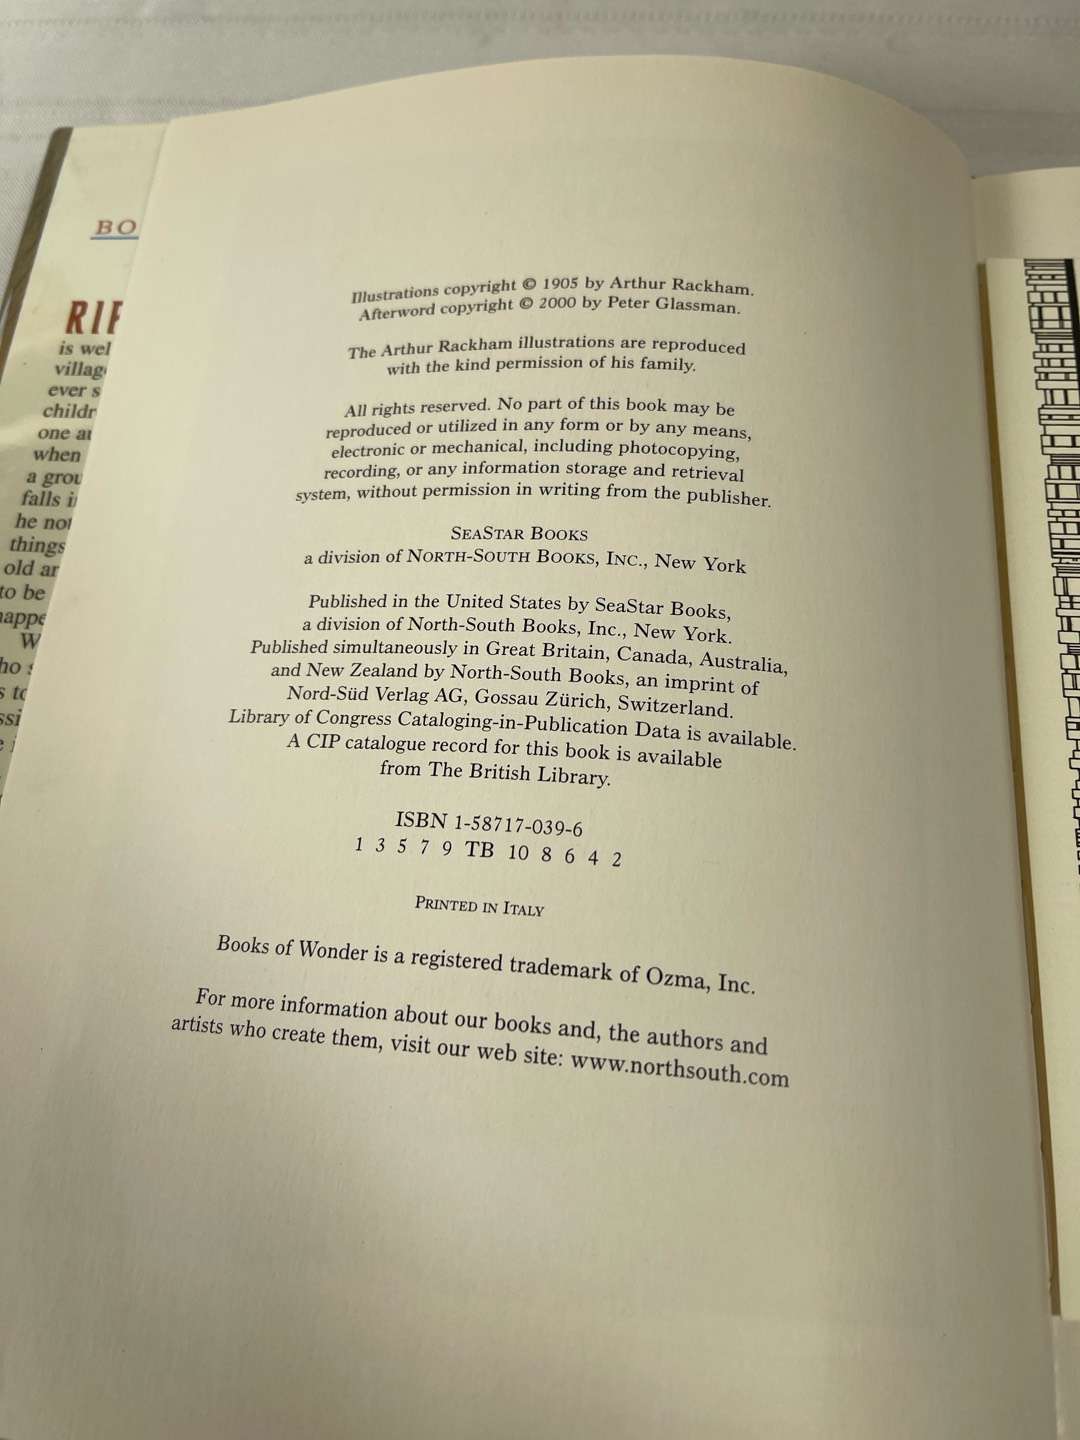 BO
RIP
is wel
villag
ever s
childr
one a
when
a grou
falls i
he not
things
old ar
to be
happe
W
ho s
s to
ssi
Illustrations copyright © 1905 by Arthur Rackham.
Afterword copyright © 2000 by Peter Glassman.
The Arthur Rackham illustrations are reproduced
with the kind permission of his family.
All rights reserved. No part of this book may be
reproduced or utilized in any form or by any means,
electronic or mechanical, including photocopying,
recording, or any information storage and retrieval
system, without permission in writing from the publisher.
SEASTAR BOOKS
a division of NORTH-SOUTH BOOKS, INC., New York
Published in the United States by SeaStar Books,
a division of North-South Books, Inc., New York.
Published simultaneously in Great Britain, Canada, Australia,
and New Zealand by North-South Books, an imprint of
Nord-Süd Verlag AG, Gossau Zürich, Switzerland.
Library of Congress Cataloging-in-Publication Data is available.
A CIP catalogue record for this book is available
from The British Library.
ISBN 1-58717-039-6
1 3 5 7 9 TB 10 8 6 4 2
PRINTED IN ITALY
Books of Wonder is a registered trademark of Ozma, Inc.
For more information about our books and, the authors and
artists who create them, visit our web site: www.northsouth.com